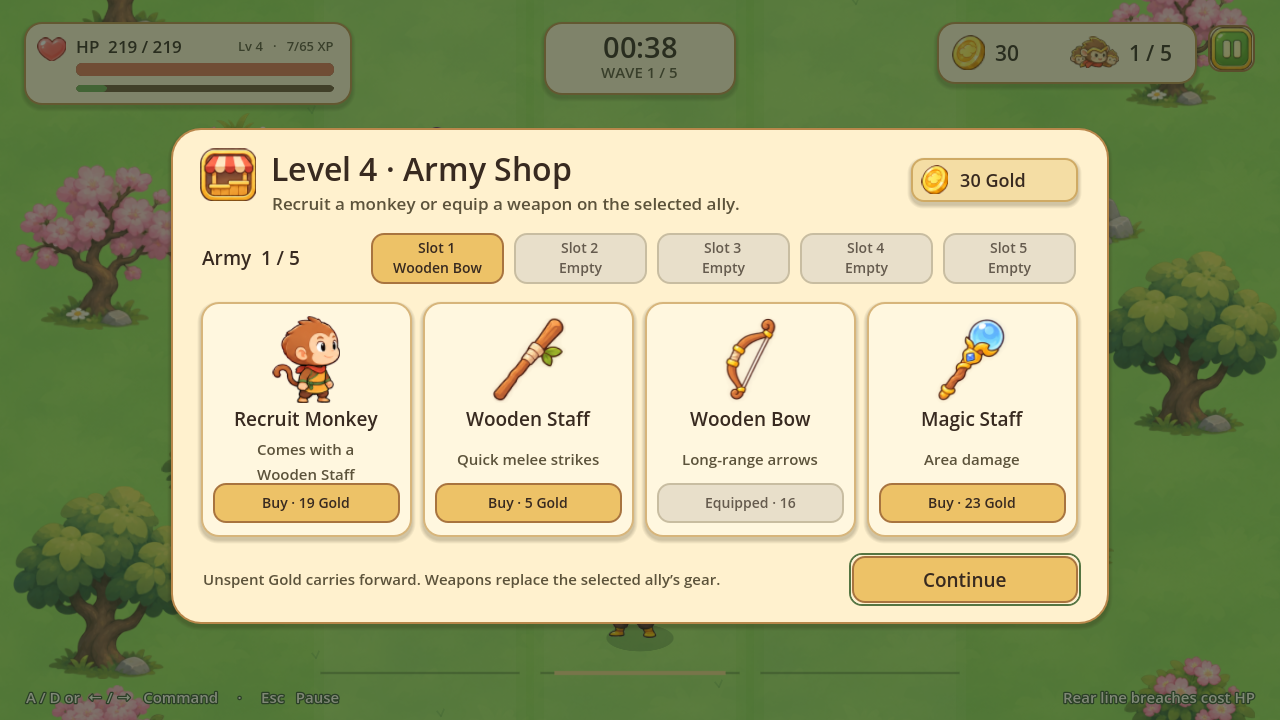 HP 219 / 219
Lv 4 · 7/65 XP
00:38
WAVE 1 / 5
30
1 / 5
Level 4 · Army Shop
Recruit a monkey or equip a weapon on the selected ally.
30 Gold
Army 1 / 5
Slot 1
Wooden Bow
Slot 2
Empty
Slot 3
Empty
Slot 4
Empty
Slot 5
Empty
Recruit Monkey
Comes with a
Wooden Staff
Buy · 19 Gold
Wooden Staff
Quick melee strikes
Buy · 5 Gold
Wooden Bow
Long-range arrows
Equipped · 16
Magic Staff
Area damage
Buy · 23 Gold
Unspent Gold carries forward. Weapons replace the selected ally’s gear.
Continue
A / D or ← / → Command · Esc Pause
Rear line breaches cost HP